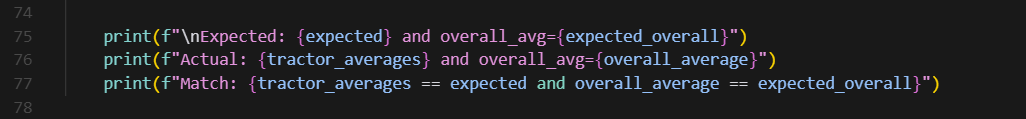 74
75 print(f"\nExpected: {expected} and overall_avg={expected_overall}")
76 print(f"Actual: {tractor_averages} and overall_avg={overall_average}")
77 print(f"Match: {tractor_averages == expected and overall_average == expected_overall}")
78